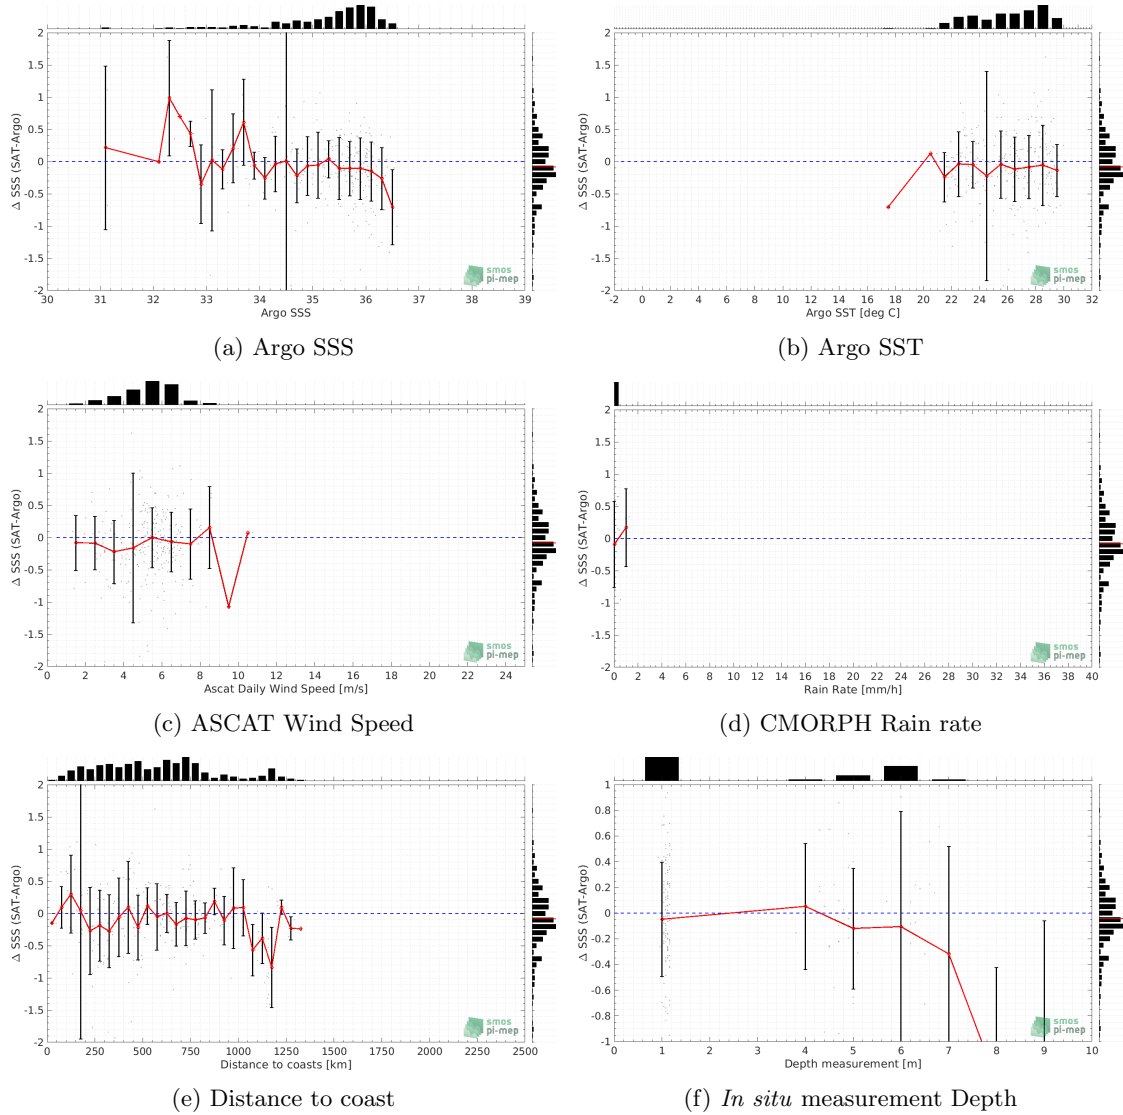 2
1.5
1
0.5
0
-0.5
-1
-1.5
-2
Δ SSS (SAT-Argo)
30 31 32 33 34 35 36 37 38 39
Argo SSS
smos
pi-mep
(a) Argo SSS
2
1.5
1
0.5
0
-0.5
-1
-1.5
-2
Δ SSS (SAT-Argo)
-2 0 2 4 6 8 10 12 14 16 18 20 22 24 26 28 30 32
Argo SST [deg C]
smos
pi-mep
(b) Argo SST
2
1.5
1
0.5
0
-0.5
-1
-1.5
-2
Δ SSS (SAT-Argo)
0 2 4 6 8 10 12 14 16 18 20 22 24
Ascat Daily Wind Speed [m/s]
smos
pi-mep
(c) ASCAT Wind Speed
2
1.5
1
0.5
0
-0.5
-1
-1.5
-2
Δ SSS (SAT-Argo)
0 2 4 6 8 10 12 14 16 18 20 22 24 26 28 30 32 34 36 38 40
Rain Rate [mm/h]
smos
pi-mep
(d) CMORPH Rain rate
2
1.5
1
0.5
0
-0.5
-1
-1.5
-2
Δ SSS (SAT-Argo)
0 250 500 750 1000 1250 1500 1750 2000 2250 2500
Distance to coasts [km]
smos
pi-mep
(e) Distance to coast
1
0.8
0.6
0.4
0.2
0
-0.2
-0.4
-0.6
-0.8
-1
Δ SSS (SAT-Argo)
0 1 2 3 4 5 6 7 8 9 10
Depth measurement [m]
smos
pi-mep
(f) In situ measurement Depth